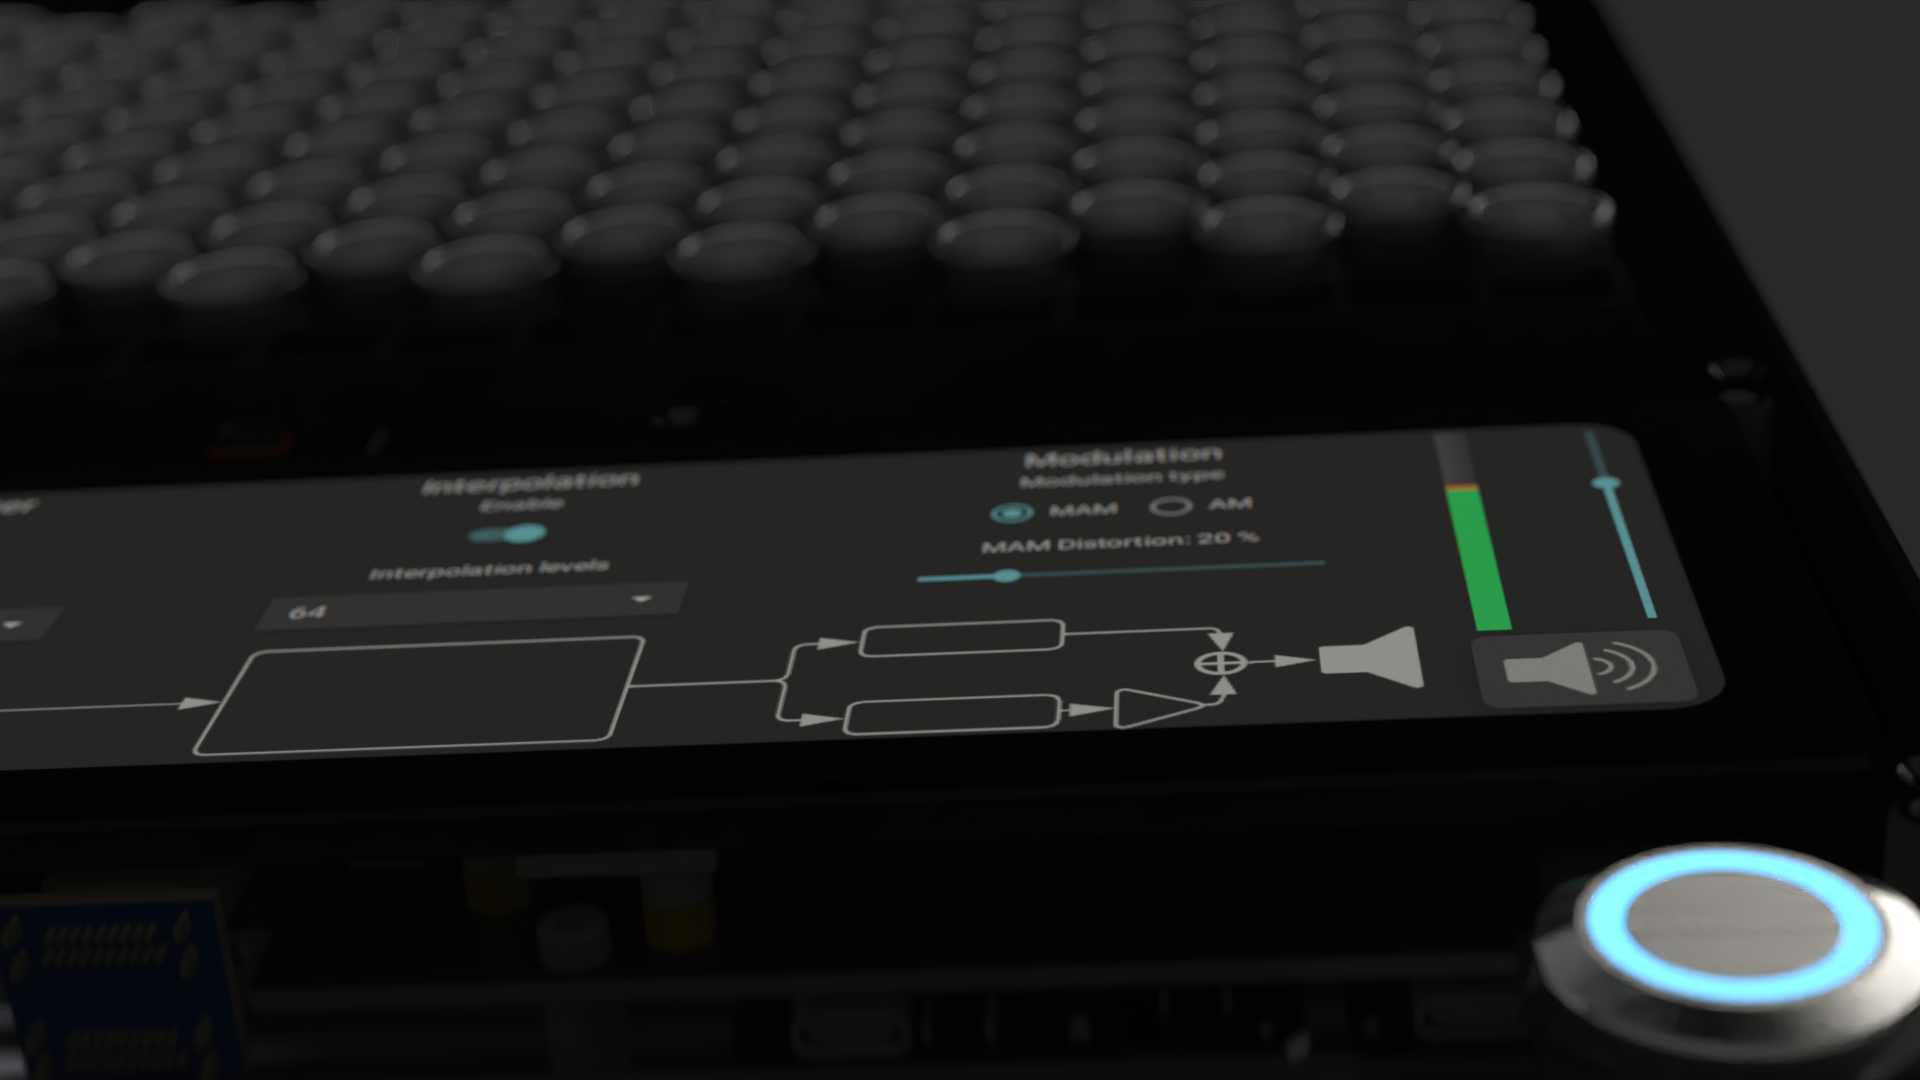 Interpolation
Enable
Interpolation levels
64
Modulation
Modulation type
MAM
AM
MAM Distortion: 20 %